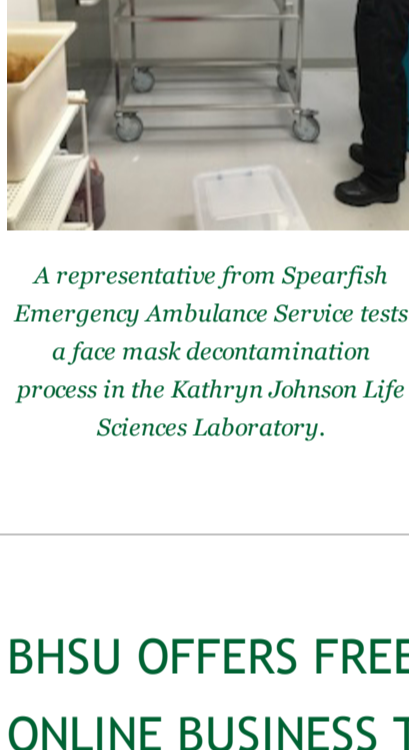 A representative from Spearfish
Emergency Ambulance Service tests
a face mask decontamination
process in the Kathryn Johnson Life
Sciences Laboratory.
BHSU OFFERS FREE
ONLINE BUSINESS T